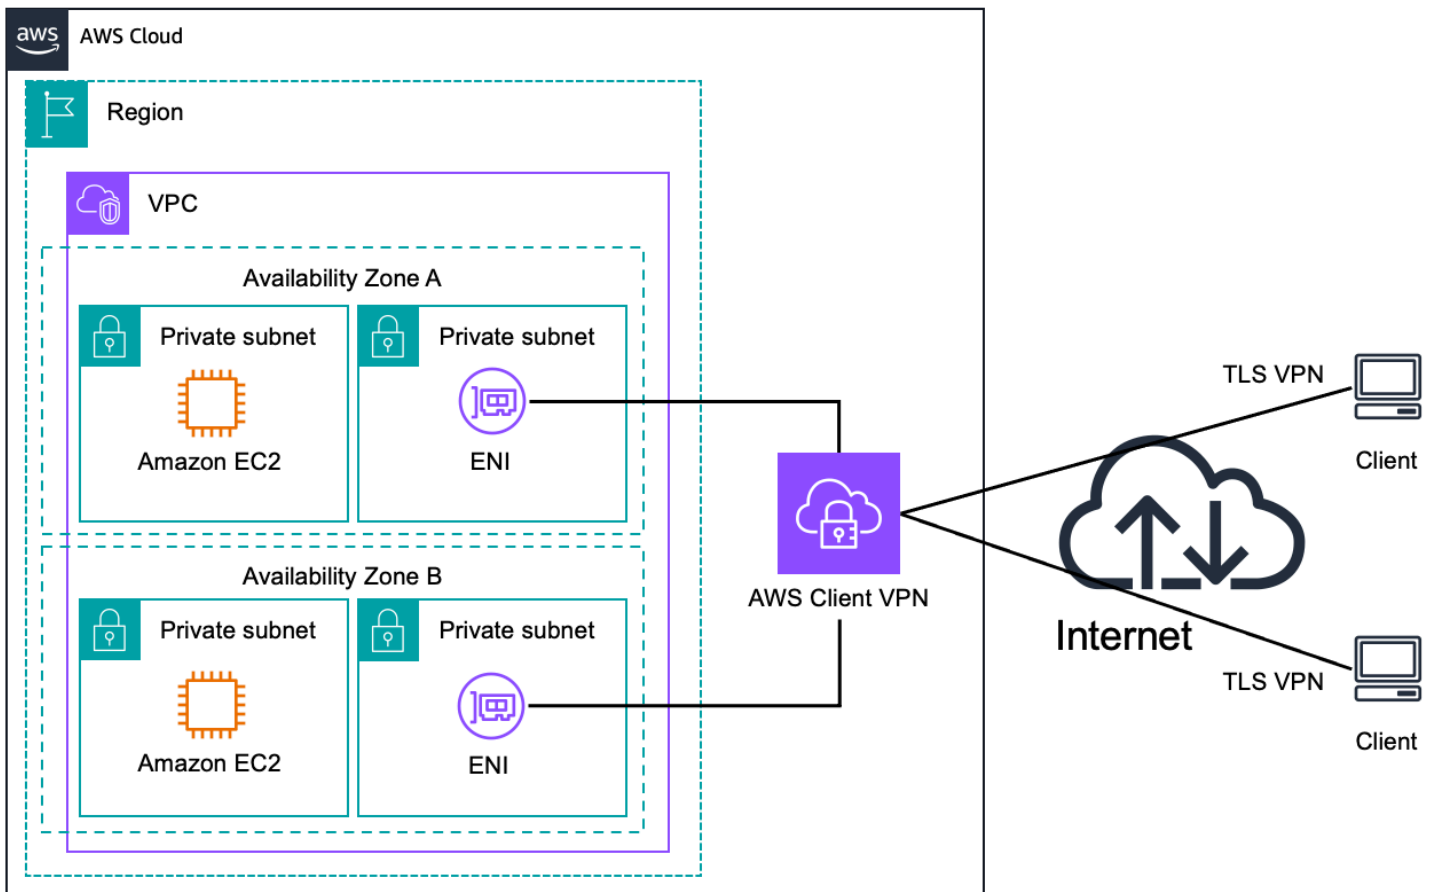 aws
AWS Cloud
Region
VPC
Availability Zone A
Private subnet
Private subnet
Amazon EC2
ENI
Availability Zone B
Private subnet
Private subnet
Amazon EC2
ENI
AWS Client VPN
Internet
TLS VPN
Client
TLS VPN
Client